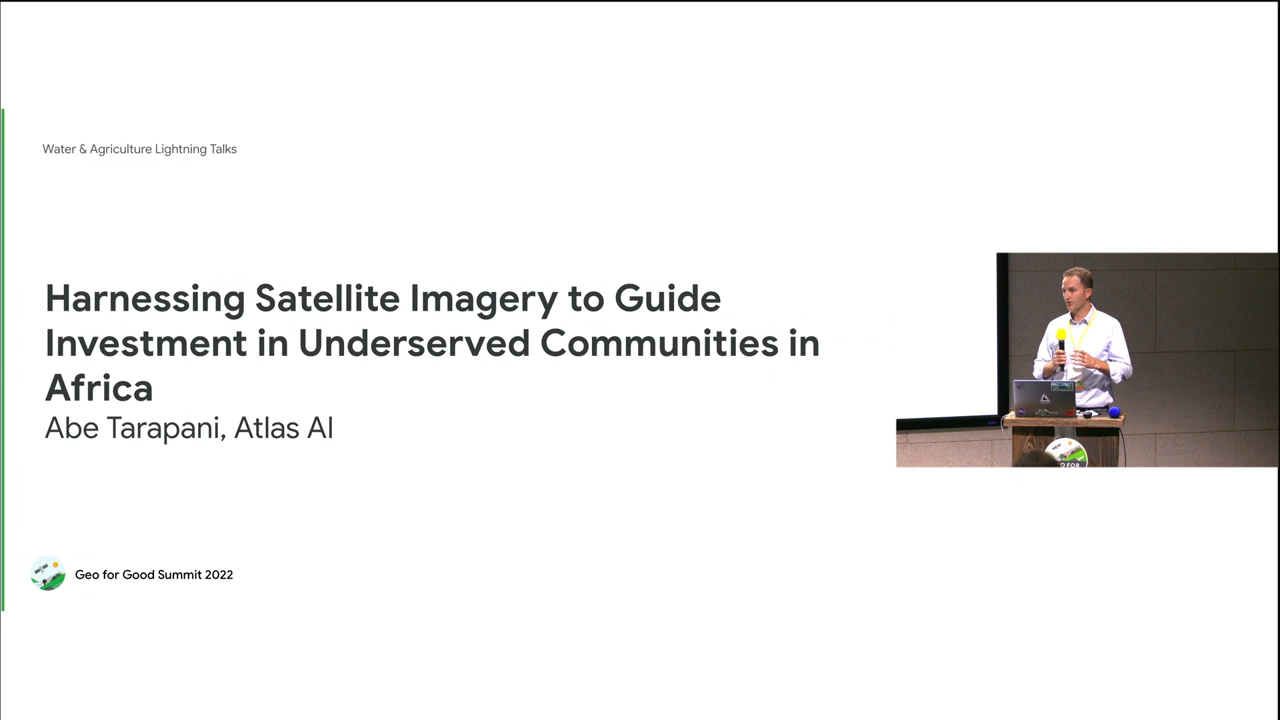 Water & Agriculture Lightning Talks
Harnessing Satellite Imagery to Guide
Investment in Underserved Communities in
Africa
Abe Tarapani, Atlas AI
Geo for Good Summit 2022
O FOR